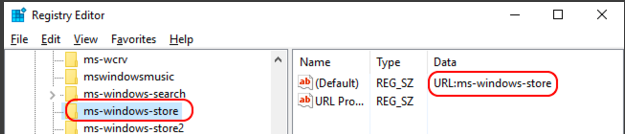 Registry Editor
File Edit View Favorites Help
ms-wcrv
mswindowsmusic
ms-windows-search
ms-windows-store
ms-windows-store2
Name Type Data
(Default) REG_SZ URL:ms-windows-store
URL Pro... REG_SZ